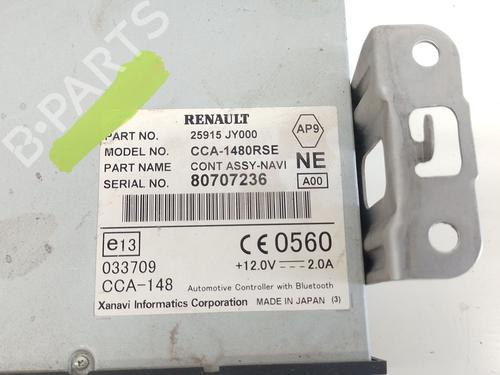 B-PARTS
RENAULT
PART NO. 25915 JY000
AP9
MODEL NO. CCA-1480RSE
PART NAME CONT ASSY-NAVI NE
SERIAL NO. 80707236 A00
e13
CE 0560
033709
+12.0V 2.0A
CCA-148 Automotive Controller with Bluetooth
Xanavi Informatics Corporation MADE IN JAPAN (3)